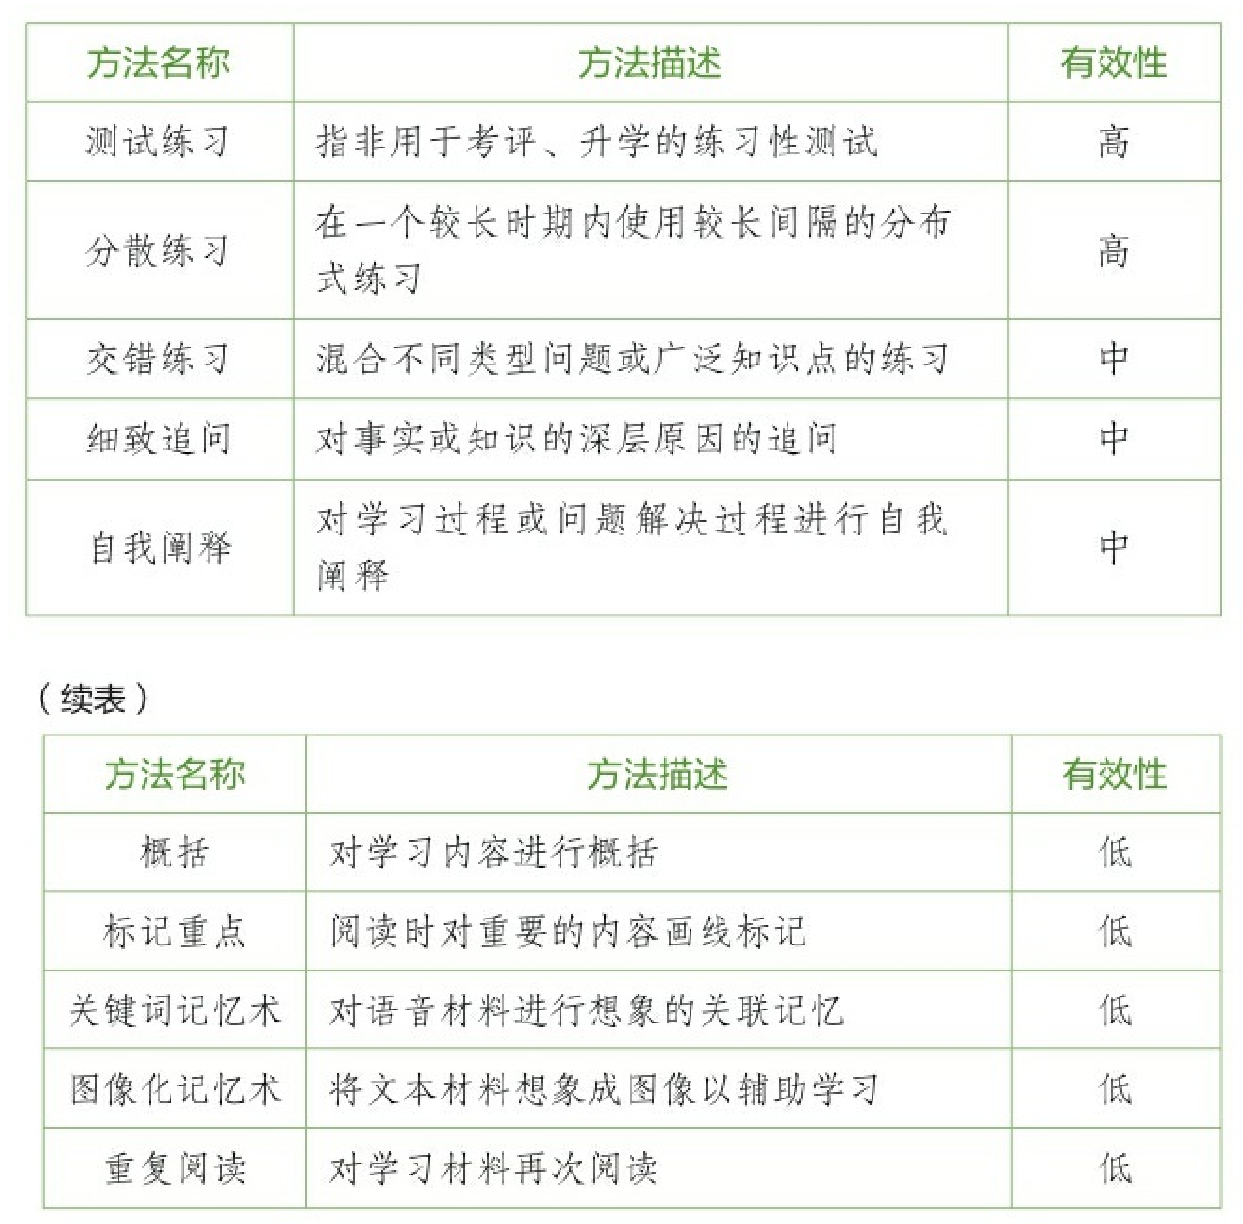 方法名称 方法描述 有效性
测试练习 指非用于考评、升学的练习性测试 高
分散练习 在一个较长时期内使用较长间隔的分布 高
式练习
交错练习 混合不同类型问题或广泛知识点的练习 中
细致追问 对事实或知识的深层原因的追问 中
自我阐释 对学习过程或问题解决过程进行自我 中
阐释
（续表）
方法名称 方法描述 有效性
概括 对学习内容进行概括 低
标记重点 阅读时对重要的内容画线标记 低
关键词记忆术 对语音材料进行想象的关联记忆 低
图像化记忆术 将文本材料想象成图像以辅助学习 低
重复阅读 对学习材料再次阅读 低